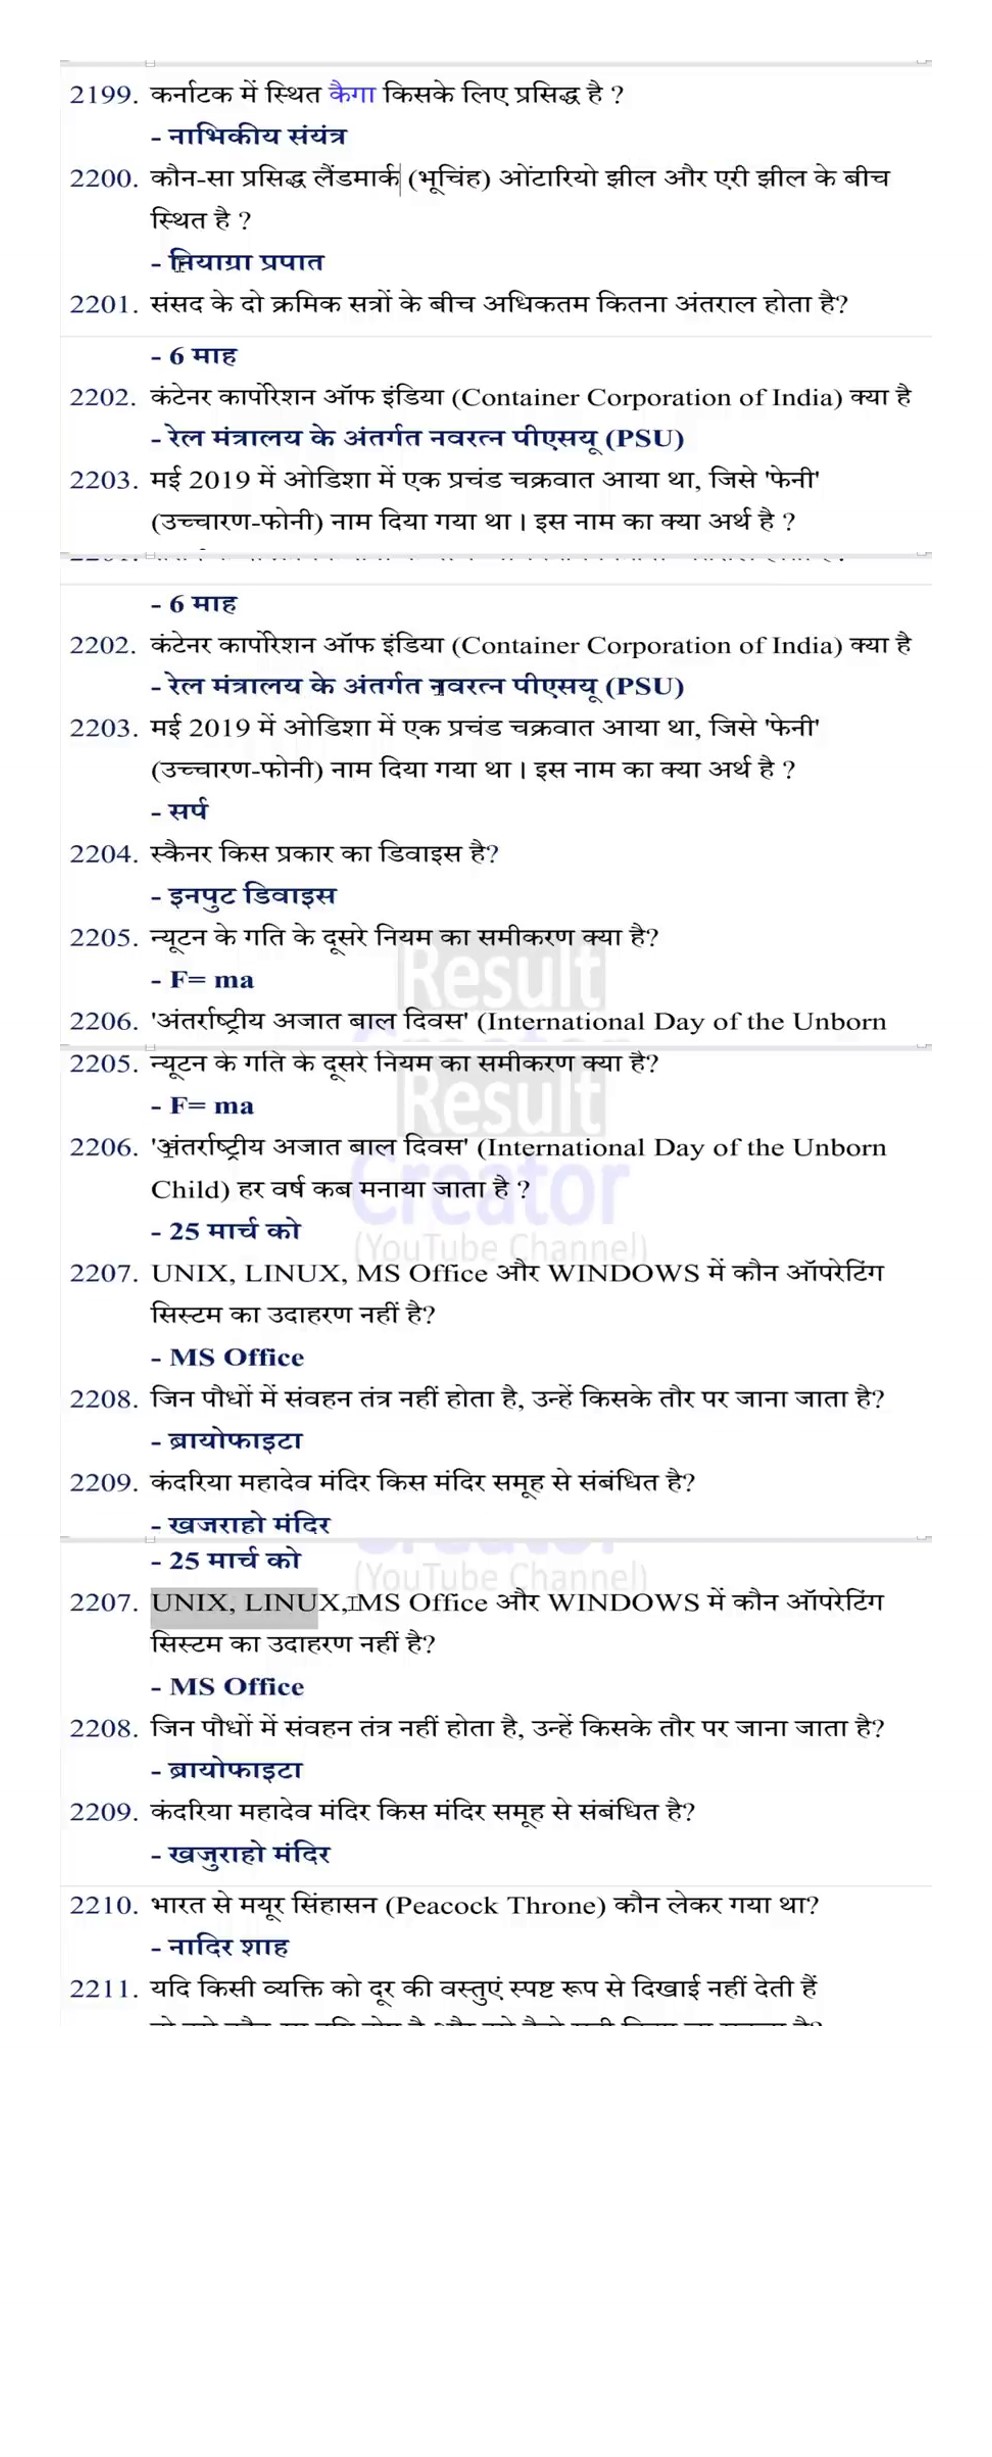 2199. कर्नाटक में स्थित कैगा किसके लिए प्रसिद्ध है ?
- नाभिकीय संयंत्र
2200. कौन-सा प्रसिद्ध लैंडमार्क (भूचिंह) ओंटारियो झील और एरी झील के बीच
स्थित है ?
- नियाग्रा प्रपात
2201. संसद के दो क्रमिक सत्रों के बीच अधिकतम कितना अंतराल होता है?
- 6 माह
2202. कंटेनर कार्पोरेशन ऑफ इंडिया (Container Corporation of India) क्या है
- रेल मंत्रालय के अंतर्गत नवरत्न पीएसयू (PSU)
2203. मई 2019 में ओडिशा में एक प्रचंड चक्रवात आया था, जिसे 'फेनी'
(उच्चारण-फोनी) नाम दिया गया था । इस नाम का क्या अर्थ है ?
- 6 माह
2202. कंटेनर कार्पोरेशन ऑफ इंडिया (Container Corporation of India) क्या है
- रेल मंत्रालय के अंतर्गत नवरत्न पीएसयू (PSU)
2203. मई 2019 में ओडिशा में एक प्रचंड चक्रवात आया था, जिसे 'फेनी'
(उच्चारण-फोनी) नाम दिया गया था । इस नाम का क्या अर्थ है ?
- सर्प
2204. स्कैनर किस प्रकार का डिवाइस है?
- इनपुट डिवाइस
2205. न्यूटन के गति के दूसरे नियम का समीकरण क्या है?
Result
- F= ma
2206. 'अंतर्राष्ट्रीय अजात बाल दिवस' (International Day of the Unborn
2205. न्यूटन के गति के दूसरे नियम का समीकरण क्या है?
Result
- F= ma
2206. 'अंतर्राष्ट्रीय अजात बाल दिवस' (International Day of the Unborn
Creator
Child) हर वर्ष कब मनाया जाता है ?
- 25 मार्च को
(YouTube Channel)
2207. UNIX, LINUX, MS Office और WINDOWS में कौन ऑपरेटिंग
सिस्टम का उदाहरण नहीं है?
- MS Office
2208. जिन पौधों में संवहन तंत्र नहीं होता है, उन्हें किसके तौर पर जाना जाता है?
- ब्रायोफाइटा
2209. कंदरिया महादेव मंदिर किस मंदिर समूह से संबंधित है?
- खजुराहो मंदिर
- 25 मार्च को
(YouTube Channel)
2207. UNIX, LINUX, MS Office और WINDOWS में कौन ऑपरेटिंग
सिस्टम का उदाहरण नहीं है?
- MS Office
2208. जिन पौधों में संवहन तंत्र नहीं होता है, उन्हें किसके तौर पर जाना जाता है?
- ब्रायोफाइटा
2209. कंदरिया महादेव मंदिर किस मंदिर समूह से संबंधित है?
- खजुराहो मंदिर
2210. भारत से मयूर सिंहासन (Peacock Throne) कौन लेकर गया था?
- नादिर शाह
2211. यदि किसी व्यक्ति को दूर की वस्तुएं स्पष्ट रूप से दिखाई नहीं देती हैं